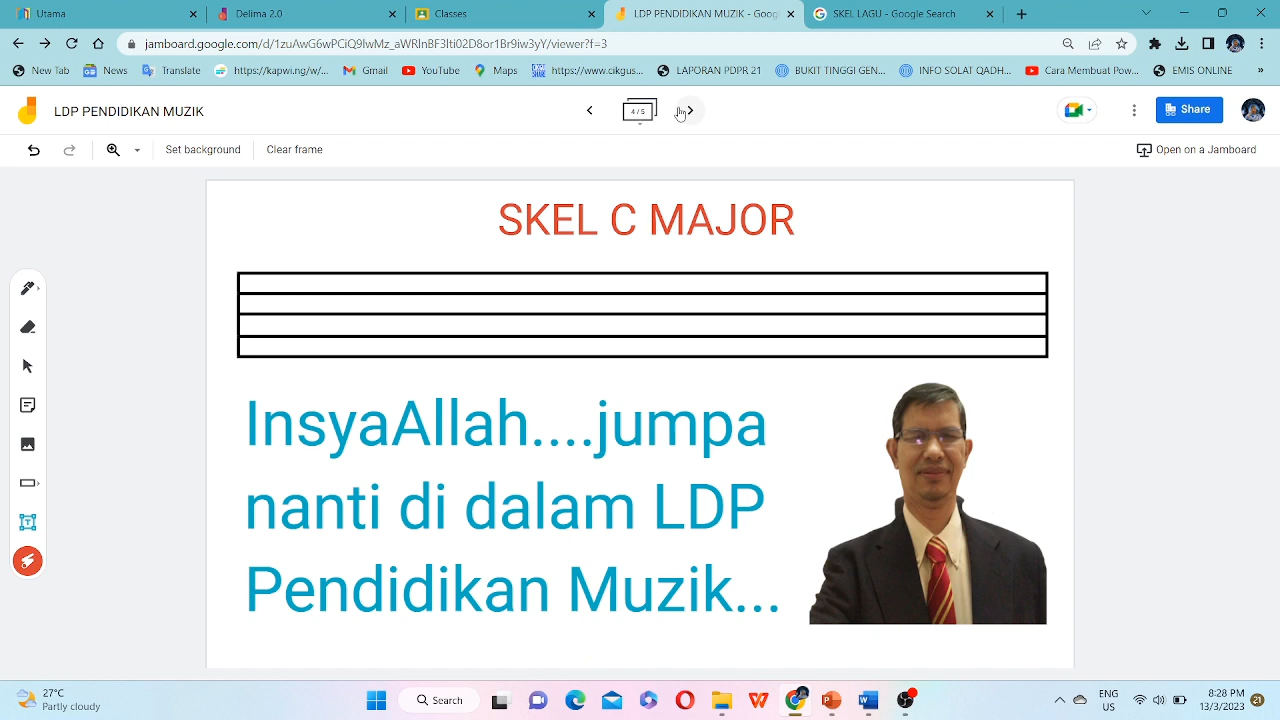 Utama
Delima 2.0
Classes
LDP PENDIDIKAN MUZIK - Goog
SKEL LAGU - Google Search
jamboard.google.com/d/1zuAwG6wPCiQ9lwMz_aWRlnBF3Iti02D8or1Br9iw3yY/viewer?f=3
New Tab
News
Translate
https://kapwing.g/w...
Gmail
YouTube
Maps
https://www.cikgus...
LAPORAN PDPR 21
BUKIT TINGGI GEN...
INFO SOLAT QADH...
Cara Membuat Pow...
EMIS ONLINE
»
LDP PENDIDIKAN MUZIK
4 / 5
Share
Set background
Clear frame
Open on a Jamboard
SKEL C MAJOR
InsyaAllah....jumpa
nanti di dalam LDP
Pendidikan Muzik...
27°C
Partly cloudy
Search
ENG
US
8:28 PM
13/3/2023
21